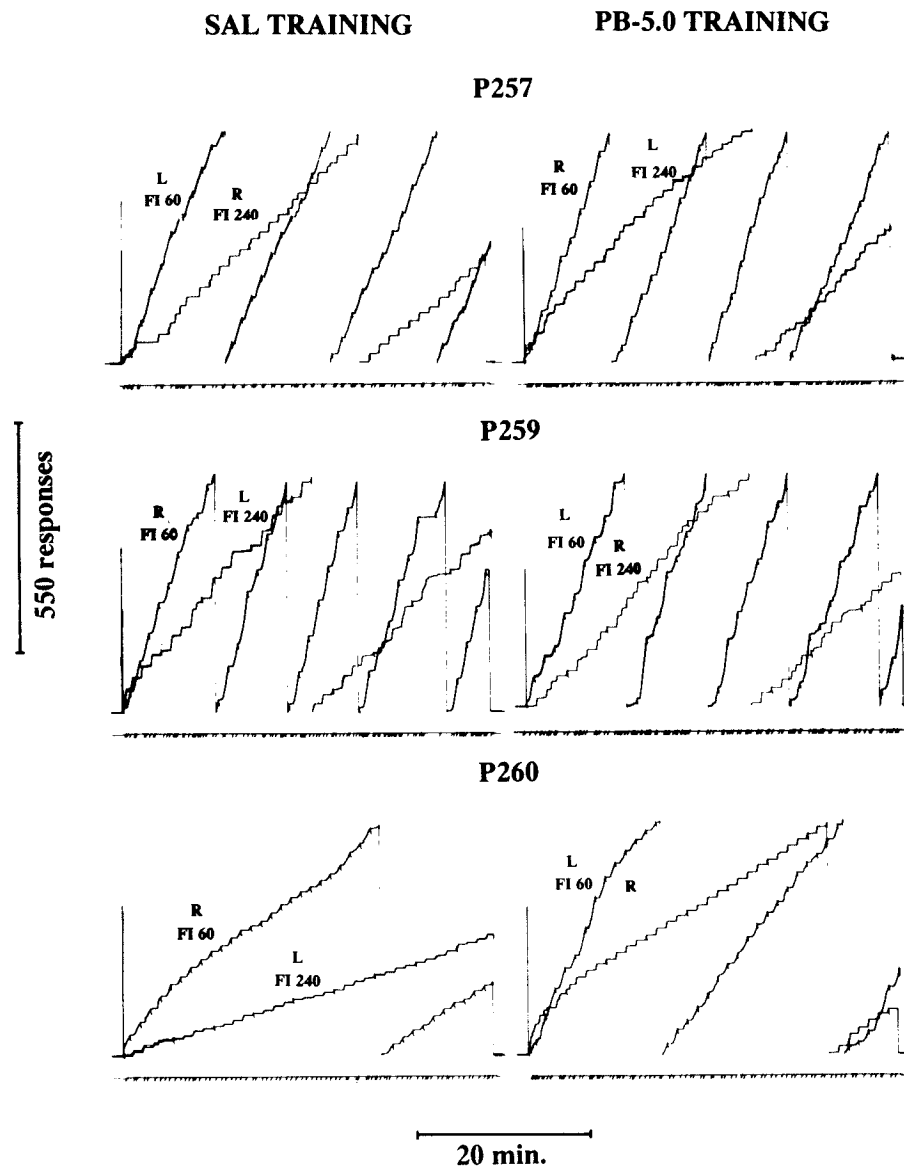 SAL TRAINING
PB-5.0 TRAINING
P257
L
FI 60
R
FI 240
R
FI 60
L
FI 240
P259
550 responses
R
FI 60
L
FI 240
L
FI 60
R
FI 240
P260
R
FI 60
L
FI 240
L
FI 60
R
20 min.